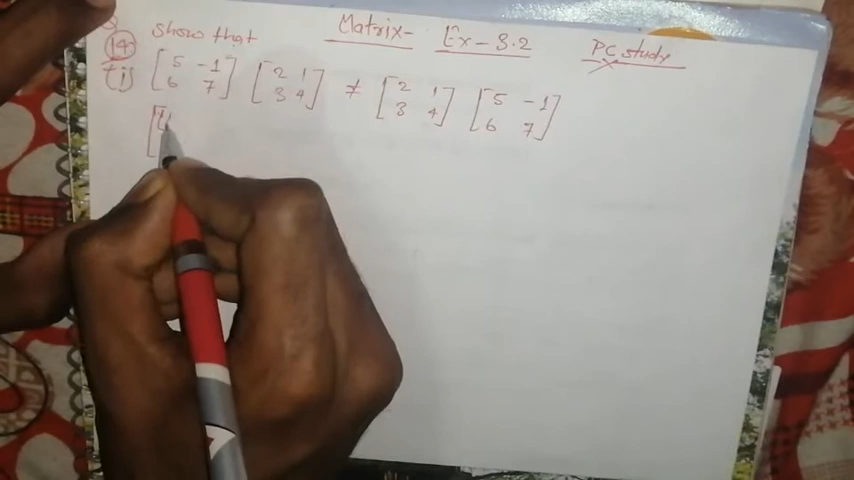 Matrix- Ex-3.2 PC study
14 show that
(i) [5 -1 6 7] [2 1 3 4] ≠ [2 1 3 4] [5 -1 6 7]